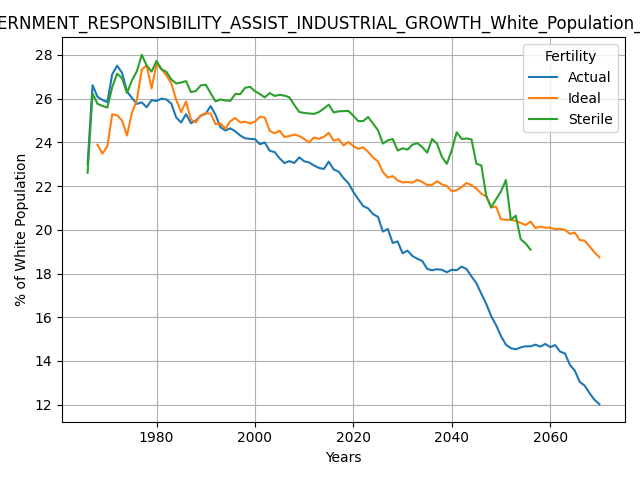 ERNMENT_RESPONSIBILITY_ASSIST_INDUSTRIAL_GROWTH_White_Population_
Fertility
Actual
Ideal
Sterile
% of White Population
28
26
24
22
20
18
16
14
12
1980 2000 2020 2040 2060
Years